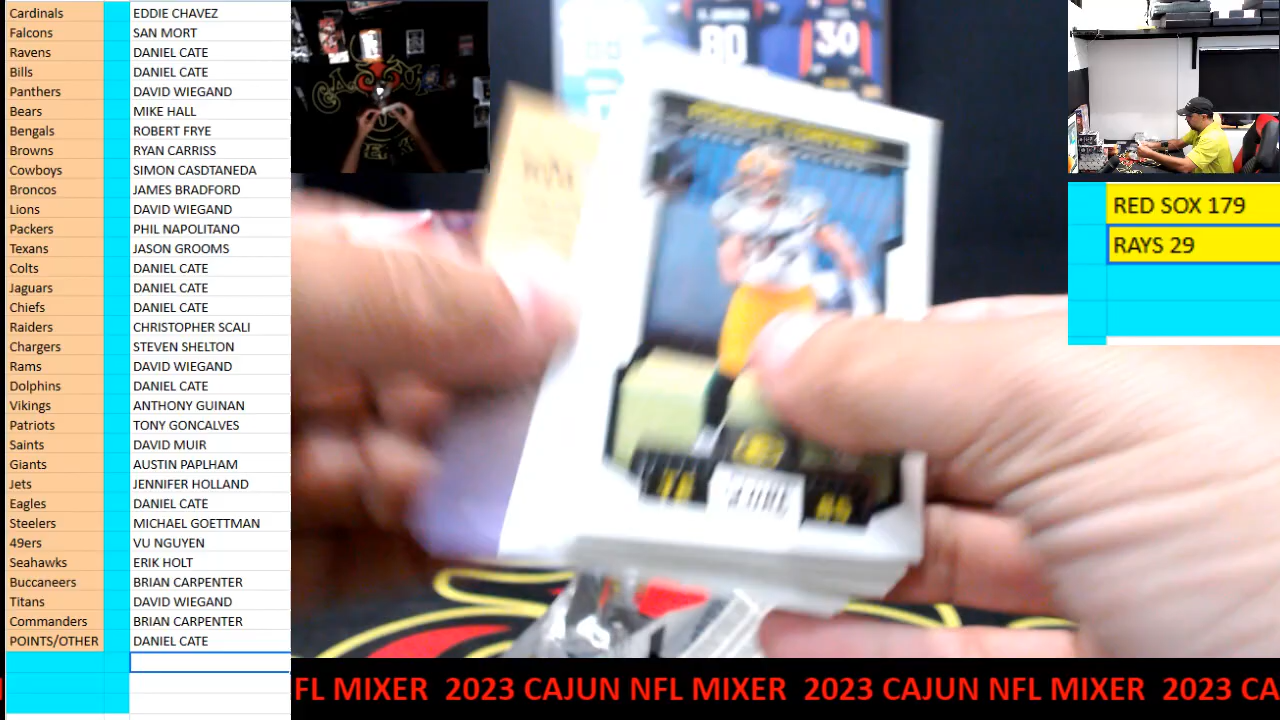 Cardinals EDDIE CHAVEZ
Falcons SAN MORT
Ravens DANIEL CATE
Bills DANIEL CATE
Panthers DAVID WIEGAND
Bears MIKE HALL
Bengals ROBERT FRYE
Browns RYAN CARRISS
Cowboys SIMON CASDTANEDA
Broncos JAMES BRADFORD
Lions DAVID WIEGAND
Packers PHIL NAPOLITANO
Texans JASON GROOMS
Colts DANIEL CATE
Jaguars DANIEL CATE
Chiefs DANIEL CATE
Raiders CHRISTOPHER SCALI
Chargers STEVEN SHELTON
Rams DAVID WIEGAND
Dolphins DANIEL CATE
Vikings ANTHONY GUINAN
Patriots TONY GONCALVES
Saints DAVID MUIR
Giants AUSTIN PAPLHAM
Jets JENNIFER HOLLAND
Eagles DANIEL CATE
Steelers MICHAEL GOETTMAN
49ers VU NGUYEN
Seahawks ERIK HOLT
Buccaneers BRIAN CARPENTER
Titans DAVID WIEGAND
Commanders BRIAN CARPENTER
POINTS/OTHER DANIEL CATE
80
30
SCORE
RED SOX 179
RAYS 29
FL MIXER 2023 CAJUN NFL MIXER 2023 CAJUN NFL MIXER 2023 CA